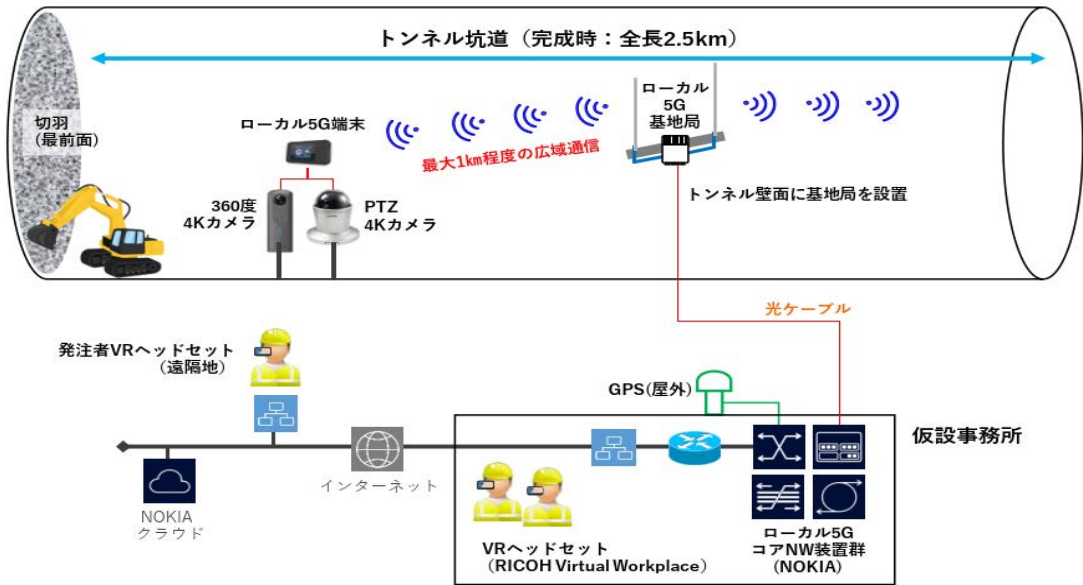 トンネル坑道（完成時：全長2.5km）
切羽
(最前面)
ローカル5G端末
360度
4Kカメラ
PTZ
4Kカメラ
最大1km程度の広域通信
ローカル
5G
基地局
トンネル壁面に基地局を設置
光ケーブル
発注者VRヘッドセット
（遠隔地）
GPS(屋外)
仮設事務所
インターネット
NOKIA
クラウド
VRヘッドセット
（RICOH Virtual Workplace）
ローカル5G
コアNW装置群
(NOKIA)